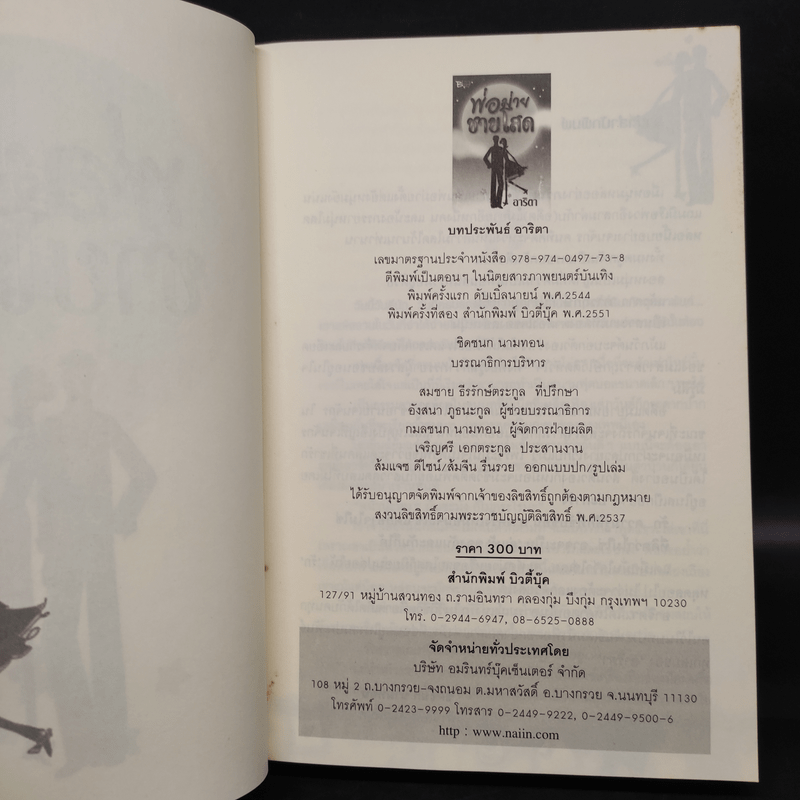 พ่อม่าย
ชายโสด
อาริตา
บทประพันธ์ อาริตา
เลขมาตรฐานประจำหนังสือ 978-974-0497-73-8
ตีพิมพ์เป็นตอนๆ ในนิตยสารภาพยนตร์บันเทิง
พิมพ์ครั้งแรก ดับเบิ้ลนายน์ พ.ศ.2544
พิมพ์ครั้งที่สอง สำนักพิมพ์ บิวตี้บุ๊ค พ.ศ.2551
ชิตชนก นามทอน
บรรณาธิการบริหาร
สมชาย ธีรรักษ์ตระกูล ที่ปรึกษา
อังสนา ภูธนะกูล ผู้ช่วยบรรณาธิการ
กมลชนก นามทอน ผู้จัดการฝ่ายผลิต
เจริญศรี เอกตระกูล ประสานงาน
ส้มแจซ ดีไซน์/ส้มจีน รื่นรวย ออกแบบปก/รูปเล่ม
ได้รับอนุญาตจัดพิมพ์จากเจ้าของลิขสิทธิ์ถูกต้องตามกฎหมาย
สงวนลิขสิทธิ์ตามพระราชบัญญัติลิขสิทธิ์ พ.ศ.2537
ราคา 300 บาท
สำนักพิมพ์ บิวตี้บุ๊ค
127/91 หมู่บ้านสวนทอง ถ.รามอินทรา คลองกุ่ม บึงกุ่ม กรุงเทพฯ 10230
โทร. 0-2944-6947, 08-6525-0888
จัดจำหน่ายทั่วประเทศโดย
บริษัท อมรินทร์บุ๊คเซ็นเตอร์ จำกัด
108 หมู่ 2 ถ.บางกรวย-จงถนอม ต.มหาสวัสดิ์ อ.บางกรวย จ.นนทบุรี 11130
โทรศัพท์ 0-2423-9999 โทรสาร 0-2449-9222, 0-2449-9500-6
http : www.naiin.com